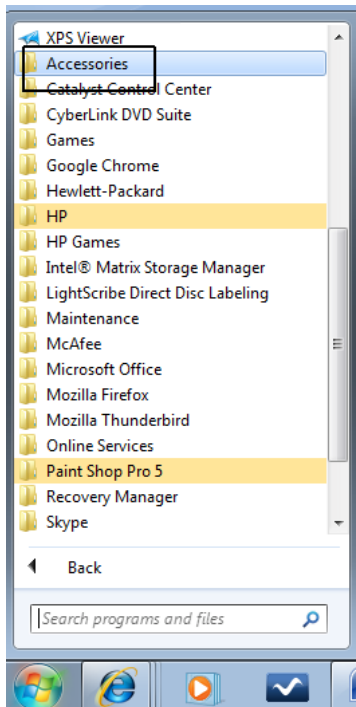 XPS Viewer
Accessories
Catalyst Control Center
CyberLink DVD Suite
Games
Google Chrome
Hewlett-Packard
HP
HP Games
Intel® Matrix Storage Manager
LightScribe Direct Disc Labeling
Maintenance
McAfee
Microsoft Office
Mozilla Firefox
Mozilla Thunderbird
Online Services
Paint Shop Pro 5
Recovery Manager
Skype
Back
Search programs and files